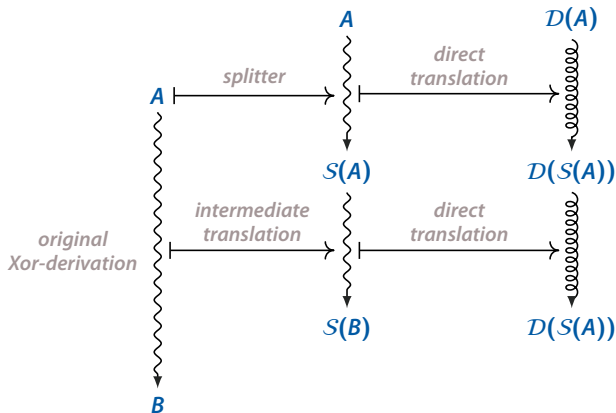 A
D(A)
splitter
direct
translation
A
S(A)
D(S(A))
intermediate
translation
direct
translation
original
Xor-derivation
S(B)
D(S(A))
B